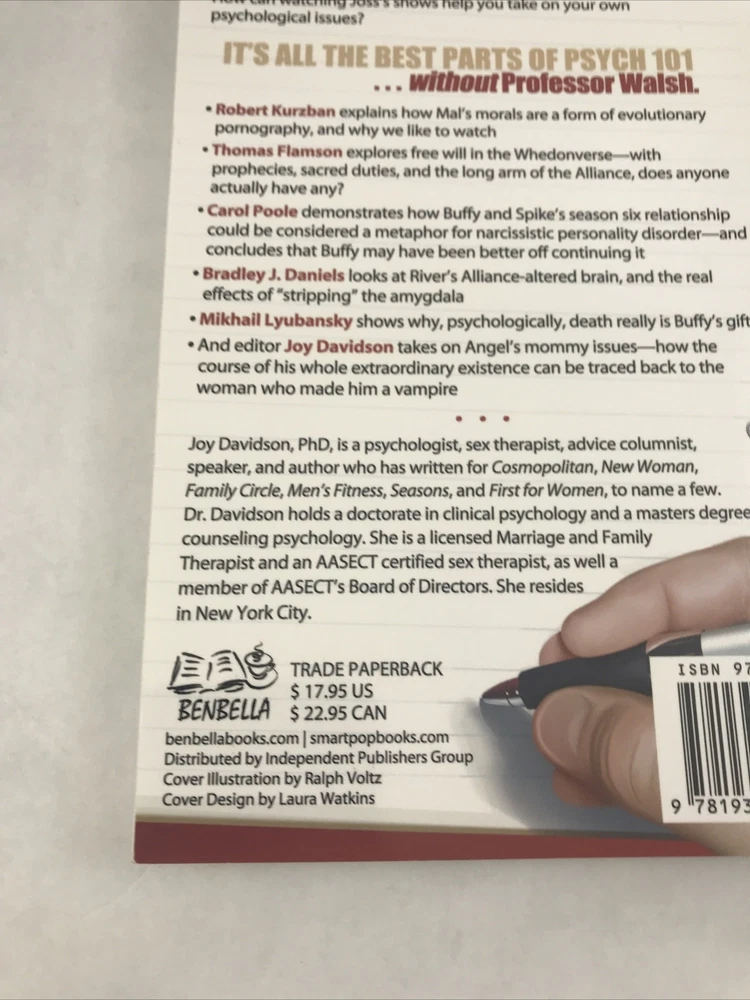 How can watching Joss's shows help you take on your own
psychological issues?
IT'S ALL THE BEST PARTS OF PSYCH 101
... without Professor Walsh.
• Robert Kurzban explains how Mal's morals are a form of evolutionary
pornography, and why we like to watch
• Thomas Flamson explores free will in the Whedonverse—with
prophecies, sacred duties, and the long arm of the Alliance, does anyone
actually have any?
• Carol Poole demonstrates how Buffy and Spike's season six relationship
could be considered a metaphor for narcissistic personality disorder—and
concludes that Buffy may have been better off continuing it
• Bradley J. Daniels looks at River's Alliance-altered brain, and the real
effects of "stripping" the amygdala
• Mikhail Lyubansky shows why, psychologically, death really is Buffy's gift
• And editor Joy Davidson takes on Angel's mommy issues—how the
course of his whole extraordinary existence can be traced back to the
woman who made him a vampire
• • •
Joy Davidson, PhD, is a psychologist, sex therapist, advice columnist,
speaker, and author who has written for Cosmopolitan, New Woman,
Family Circle, Men's Fitness, Seasons, and First for Women, to name a few.
Dr. Davidson holds a doctorate in clinical psychology and a masters degree
counseling psychology. She is a licensed Marriage and Family
Therapist and an AASECT certified sex therapist, as well a
member of AASECT's Board of Directors. She resides
in New York City.
BENBELLA
TRADE PAPERBACK
$ 17.95 US
$ 22.95 CAN
benbellabooks.com | smartpopbooks.com
Distributed by Independent Publishers Group
Cover Illustration by Ralph Voltz
Cover Design by Laura Watkins
ISBN 97
9 78193